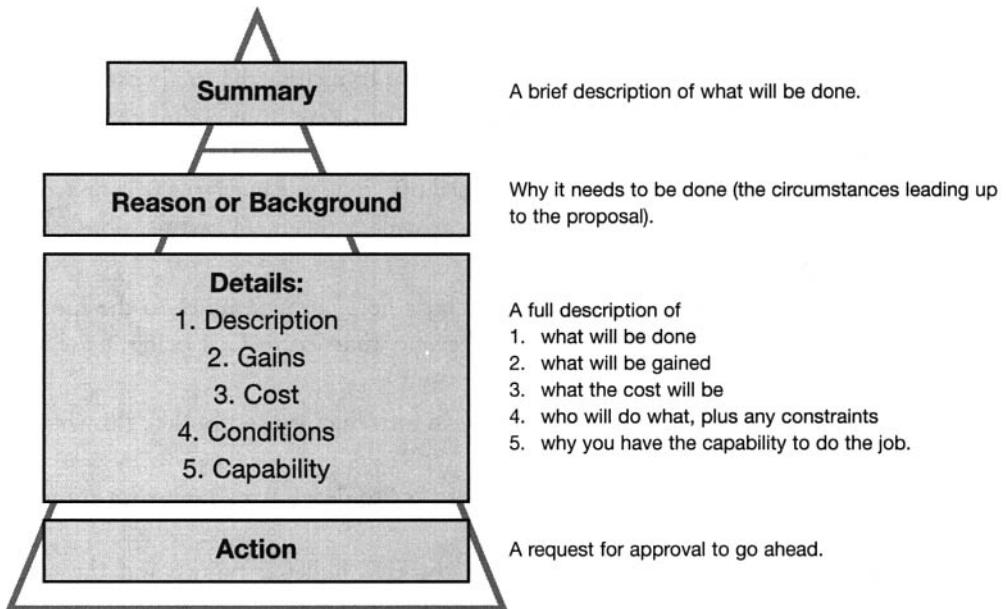 Summary
A brief description of what will be done.
Reason or Background
Why it needs to be done (the circumstances leading up
to the proposal).
Details:
1. Description
2. Gains
3. Cost
4. Conditions
5. Capability
A full description of
1. what will be done
2. what will be gained
3. what the cost will be
4. who will do what, plus any constraints
5. why you have the capability to do the job.
Action
A request for approval to go ahead.